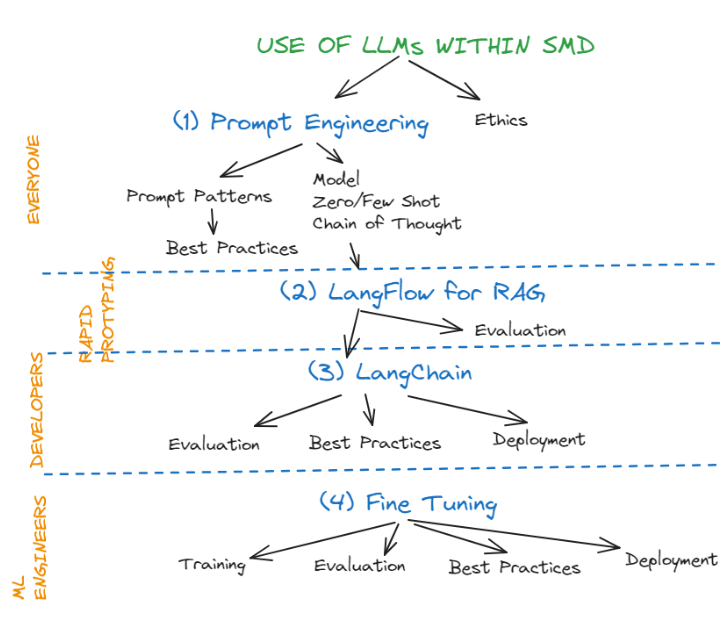 USE OF LLMs WITHIN SMD
(1) Prompt Engineering
Ethics
EVERYONE
Prompt Patterns
Model
Zero/Few Shot
Chain of Thought
Best Practices
RAPID
PROTYPING
(2) LangFlow for RAG
Evaluation
DEVELOPERS
(3) LangChain
Evaluation
Best Practices
Deployment
ML
ENGINEERS
(4) Fine Tuning
Training
Evaluation
Best Practices
Deployment